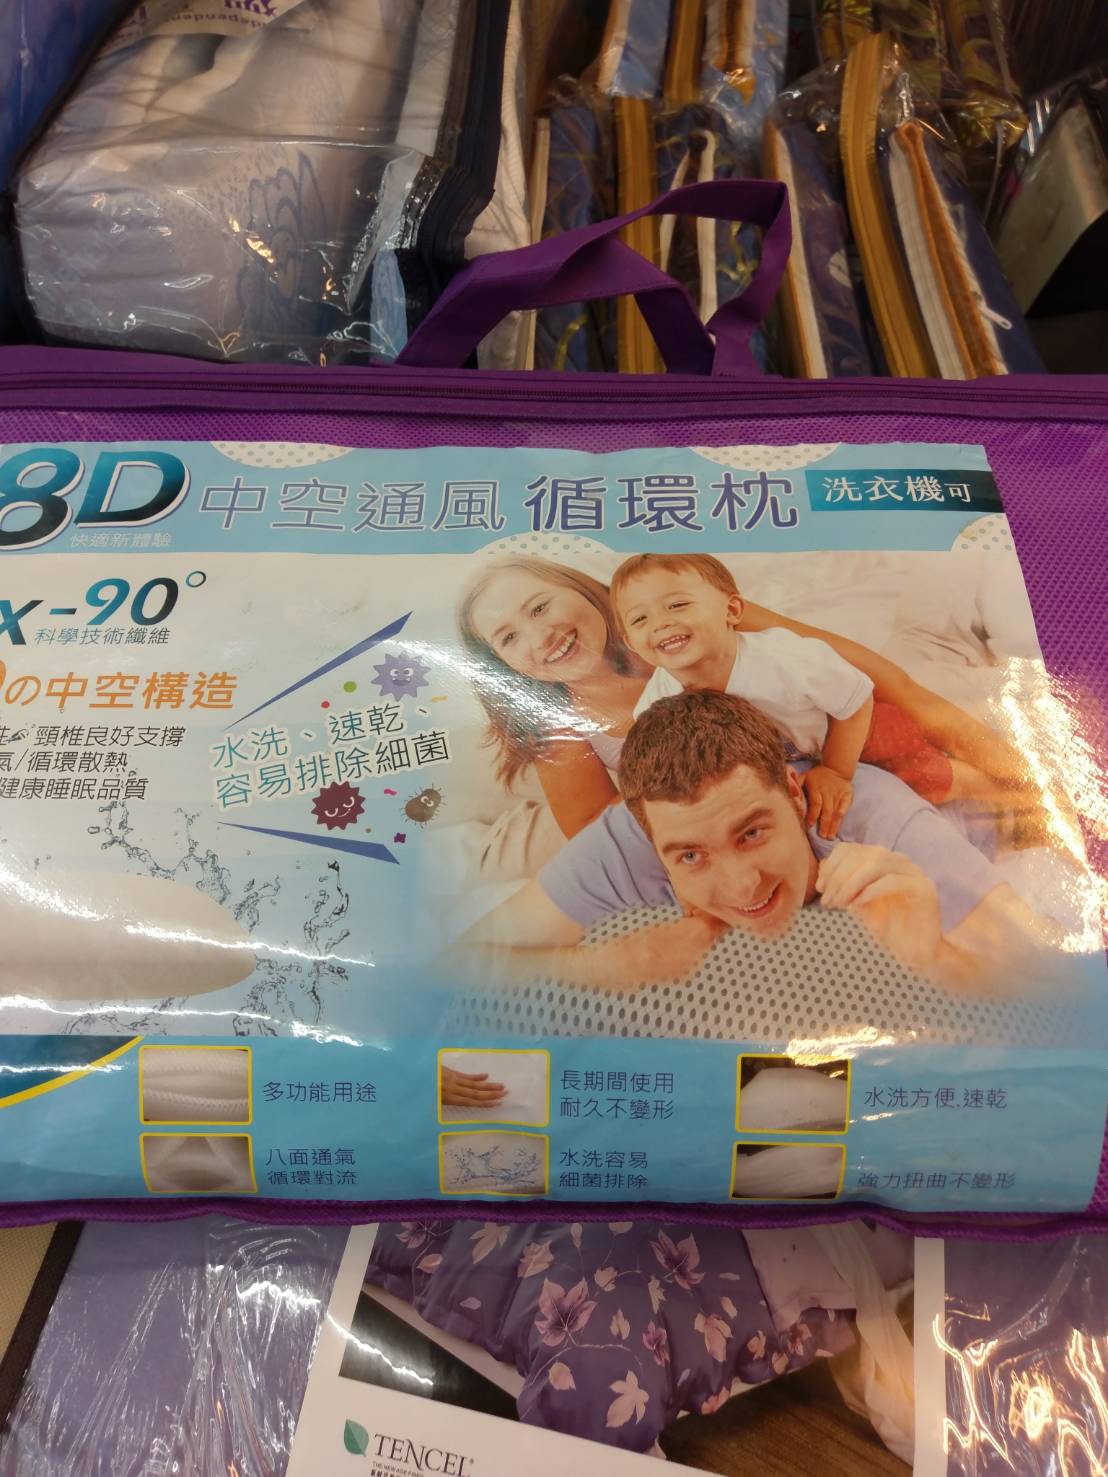 8D 中空通風 循環枕 洗衣機可
快適新體驗
x-90°
科學技術纖維
の中空構造
頸椎良好支撐
氣/循環散熱
健康睡眠品質
水洗、速乾、
容易排除細菌
多功能用途
長期間使用
耐久不變形
水洗方便.速乾
八面通氣
循環對流
水洗容易
細菌排除
強力扭曲不變形
TENCEL